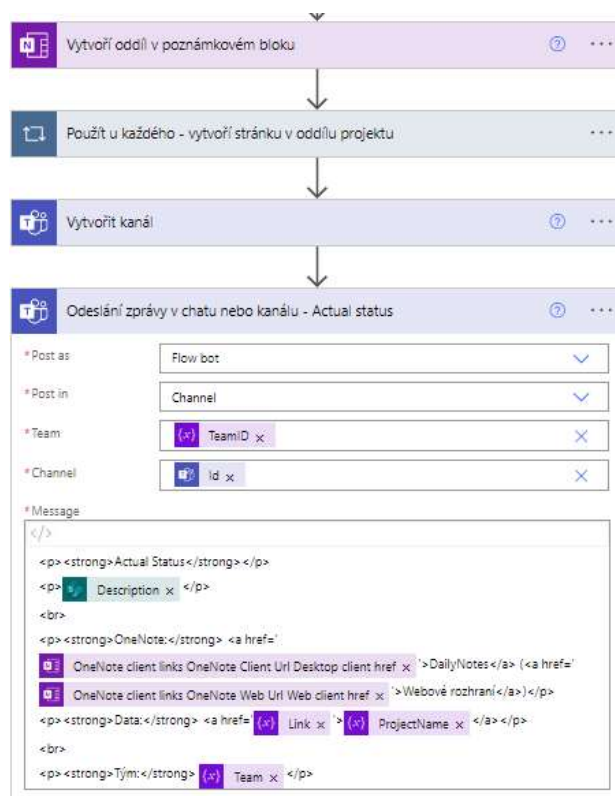 Vytvoří oddíl v poznámkovém bloku
Použít u každého - vytvoří stránku v oddílu projektu
Vytvořit kanál
Odeslání zprávy v chatu nebo kanálu - Actual status
* Post as Flow bot
* Post in Channel
* Team {x} TeamID x
* Channel Id x
* Message
</>
<p><strong>Actual Status</strong></p>
<p> Description x </p>
<br>
<p><strong>OneNote:</strong> <a href='
OneNote client links OneNote Client Url Desktop client href x '>DailyNotes</a> (<a href='
OneNote client links OneNote Web Url Web client href x '>Webové rozhraní</a>)</p>
<p><strong>Data:</strong> <a href=' {x} Link x '> {x} ProjectName x </a></p>
<br>
<p><strong>Tým:</strong> {x} Team x </p>